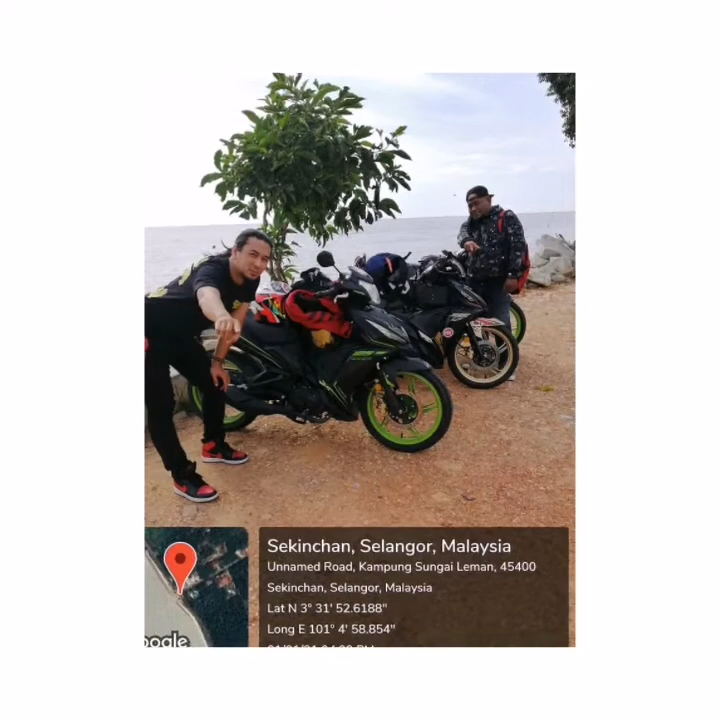 Sekinchan, Selangor, Malaysia
Unnamed Road, Kampung Sungai Leman, 45400
Sekinchan, Selangor, Malaysia
Lat N 3° 31' 52.6188"
Long E 101° 4' 58.854"
oogle